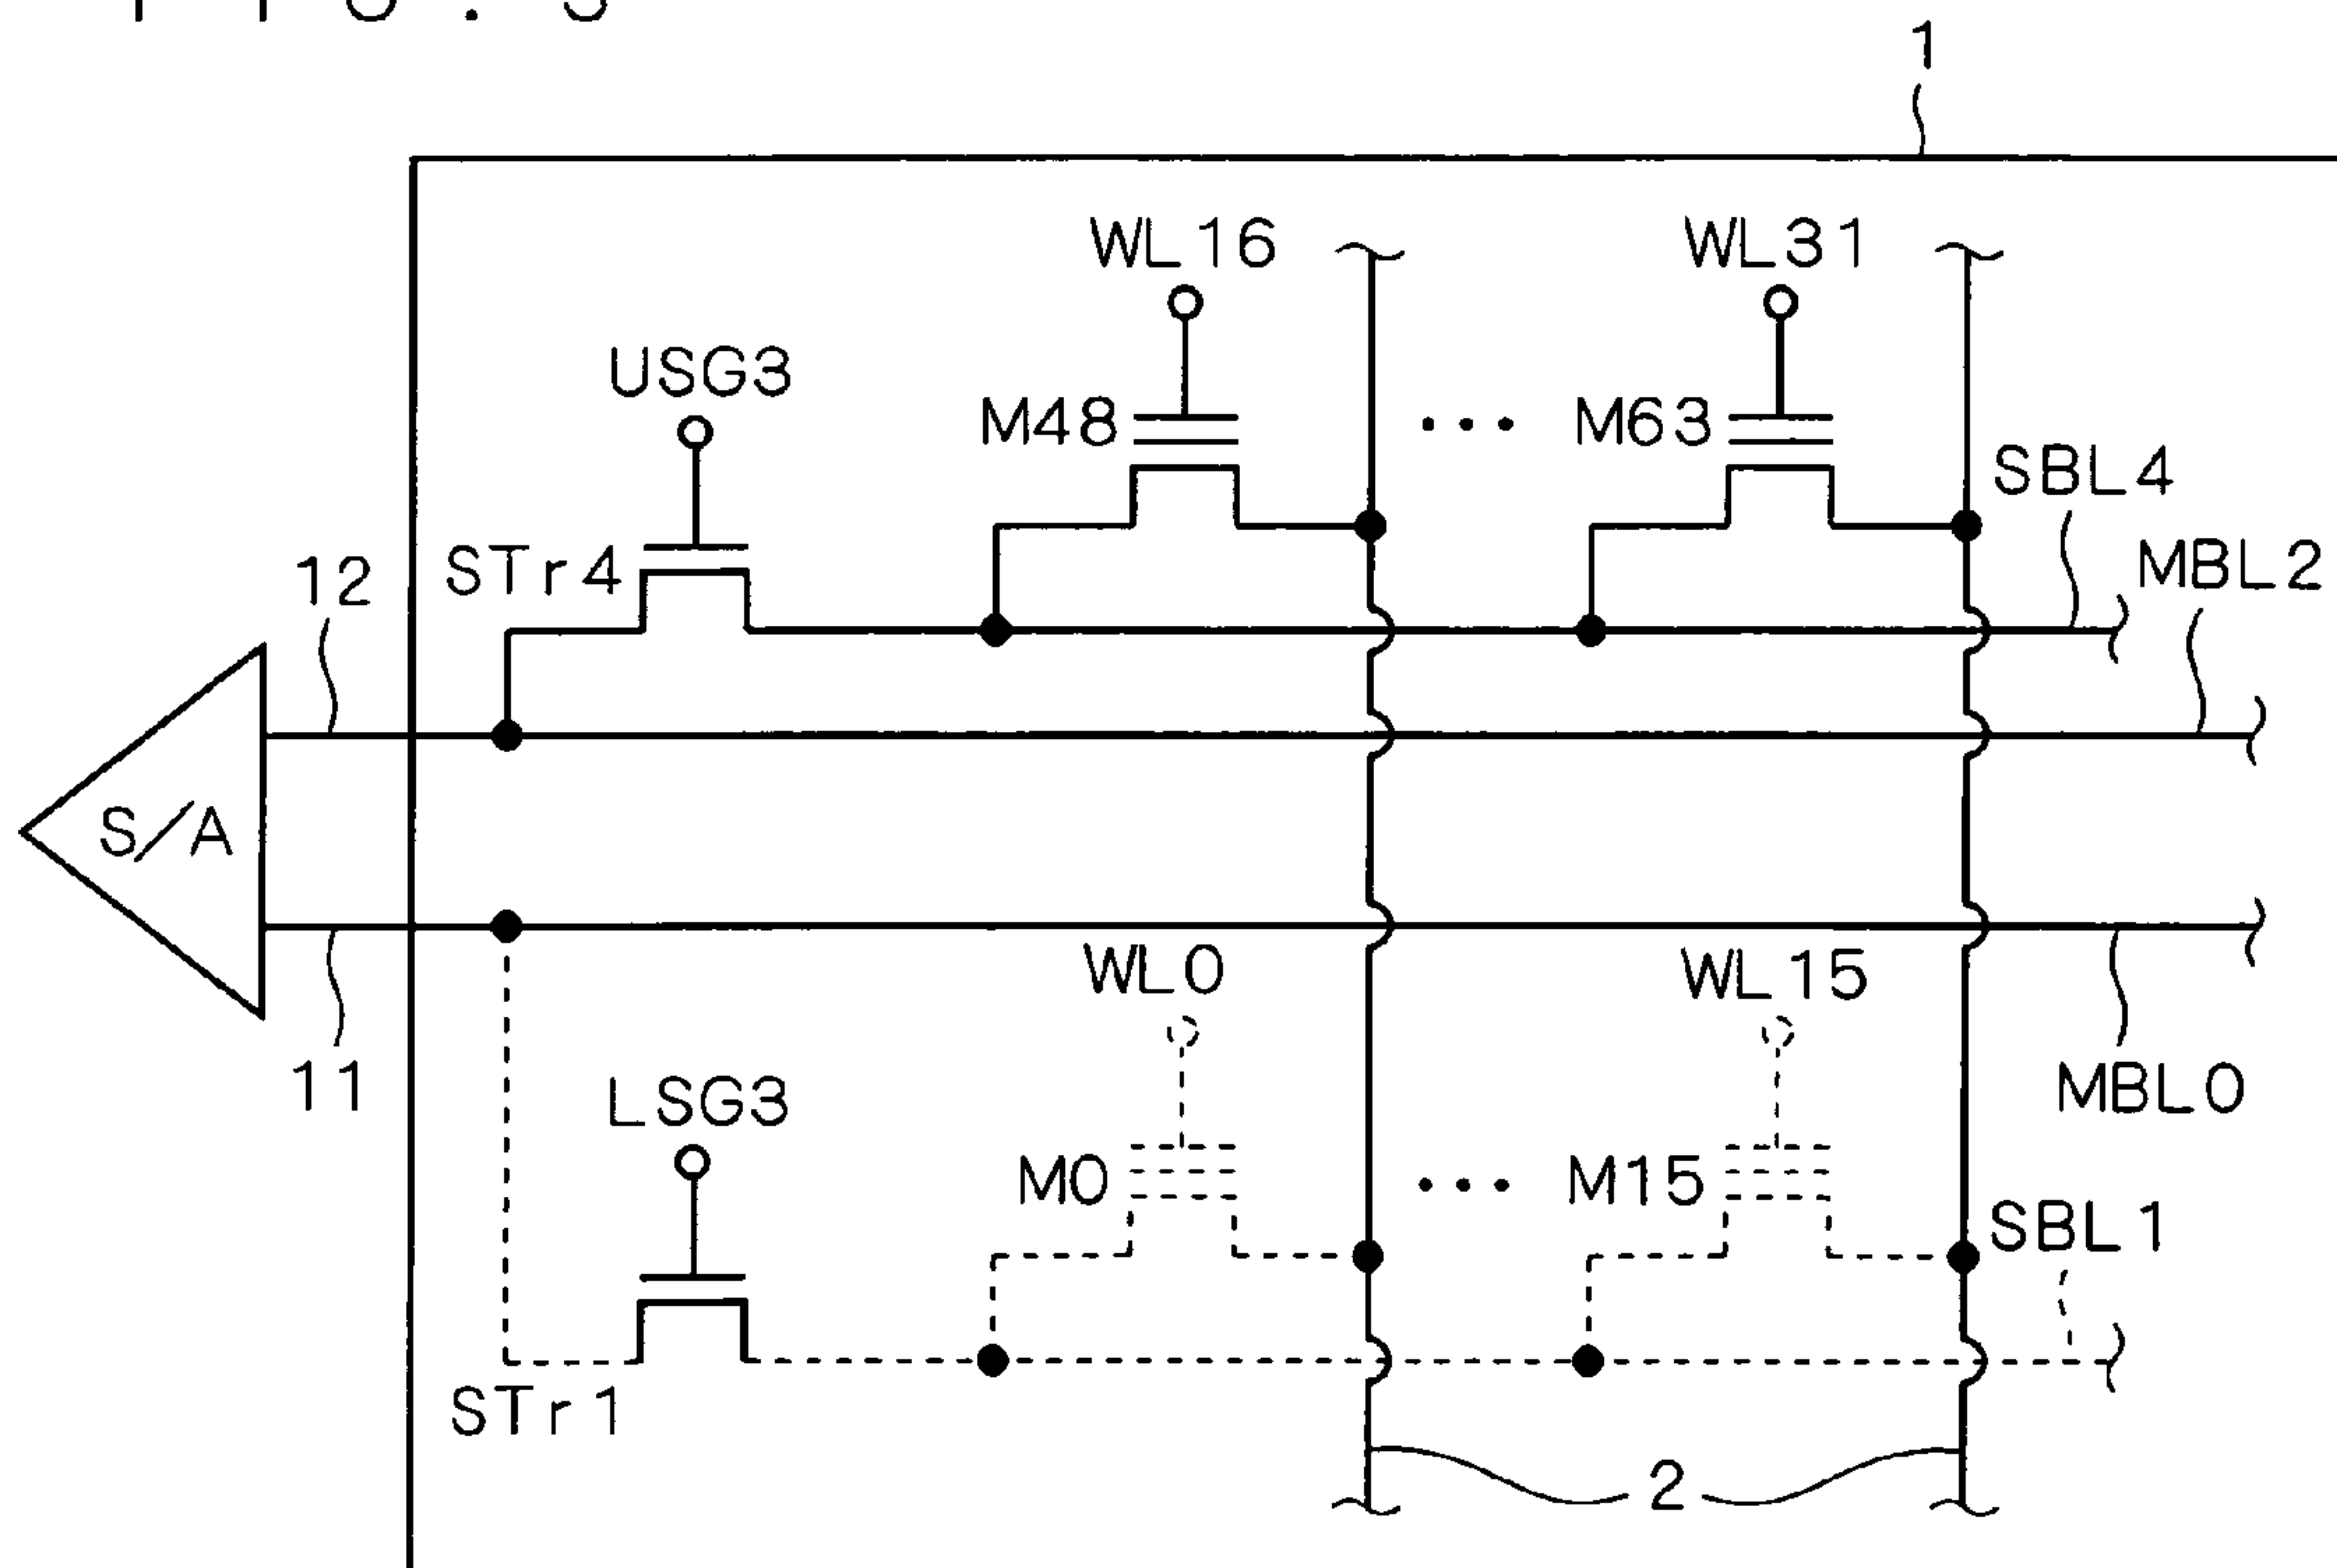 1
WL16
WL31
USG3
M48
...
M63
SBL4
STr4
12
MBL2
S/A
WL0
WL15
11
LSG3
MBL0
M0
...
M15
SBL1
STr1
2